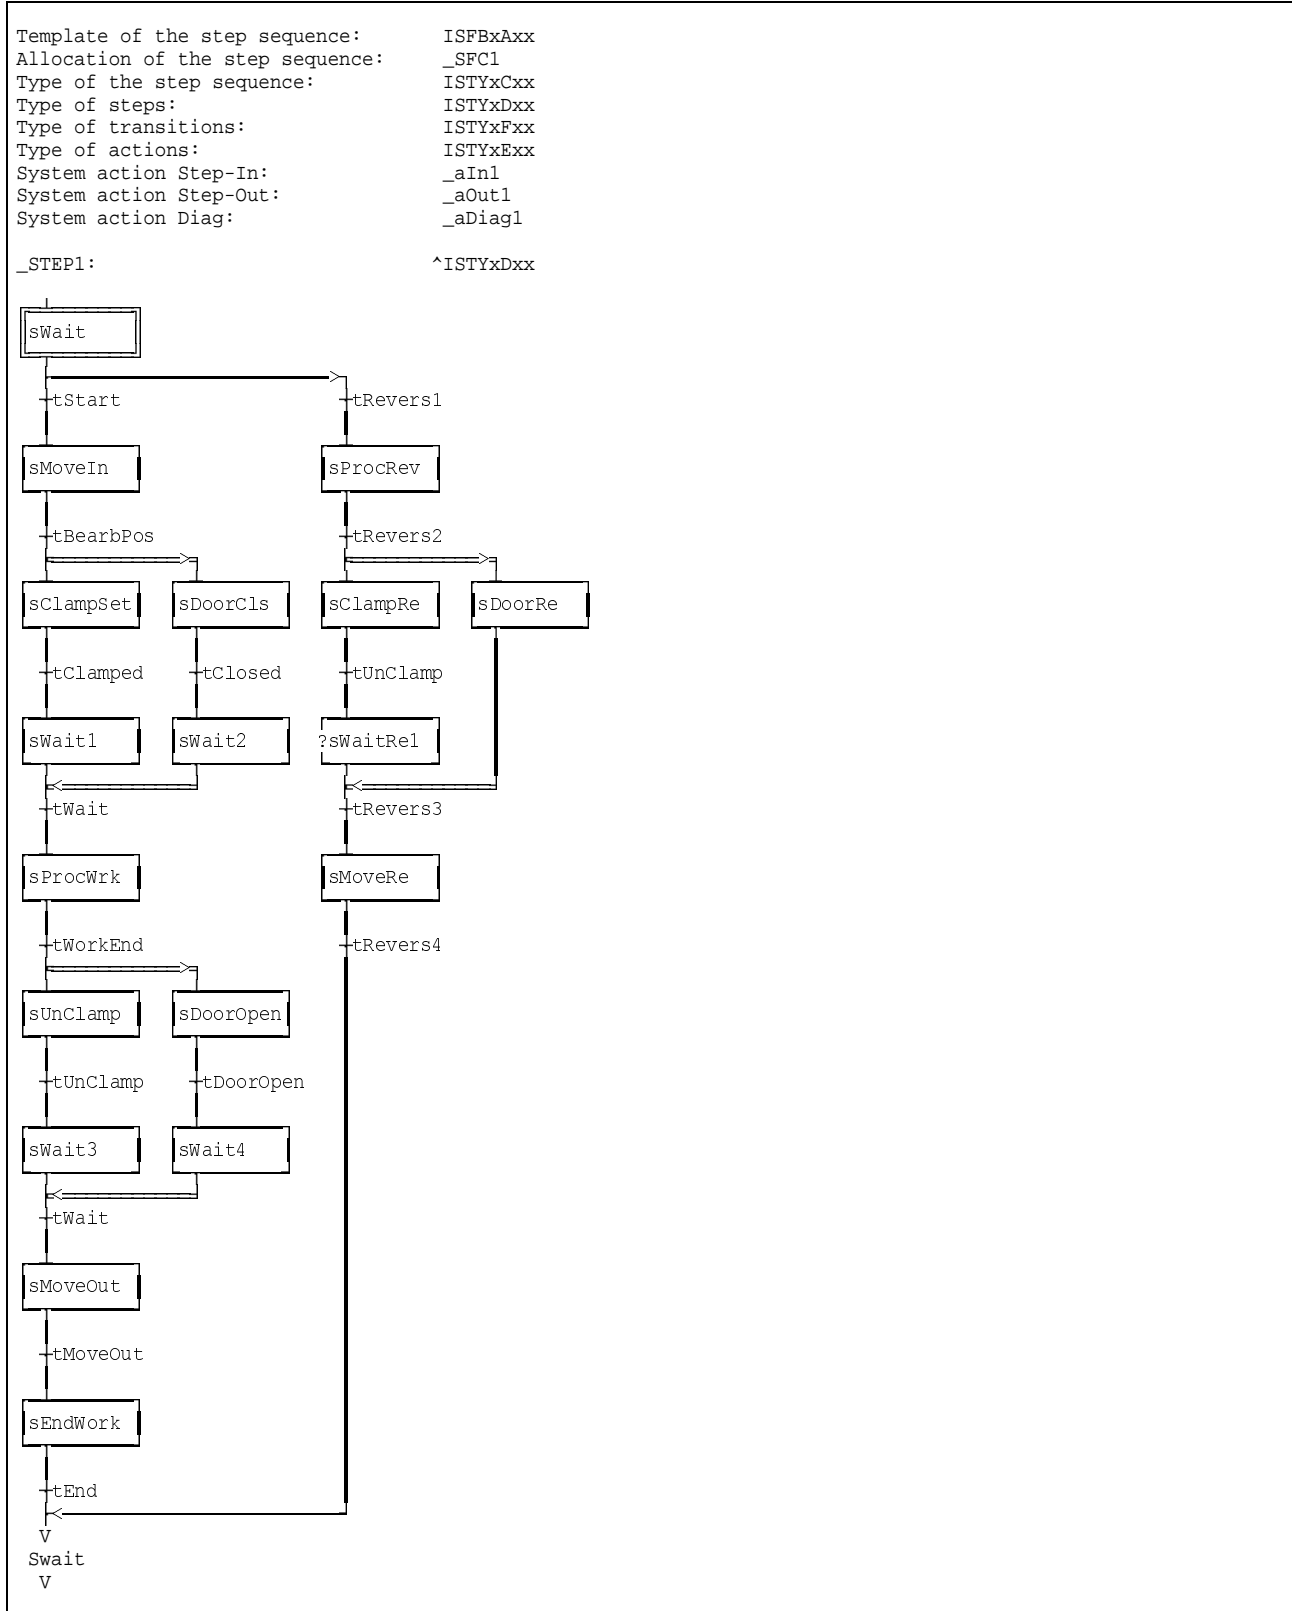 Template of the step sequence: ISFBxAxx
Allocation of the step sequence: _SFC1
Type of the step sequence: ISTYxCxx
Type of steps: ISTYxDxx
Type of transitions: ISTYxFxx
Type of actions: ISTYxExx
System action Step-In: _aIn1
System action Step-Out: _aOut1
System action Diag: _aDiag1
_STEP1: ^ISTYxDxx
sWait
tStart tRevers1
sMoveIn sProcRev
tBearbPos tRevers2
sClampSet sDoorCls sClampRe sDoorRe
tClamped tClosed tUnClamp
sWait1 sWait2 ?sWaitRe1
tWait tRevers3
sProcWrk sMoveRe
tWorkEnd tRevers4
sUnClamp sDoorOpen
tUnClamp tDoorOpen
sWait3 sWait4
tWait
sMoveOut
tMoveOut
sEndWork
tEnd
V
Swait
V